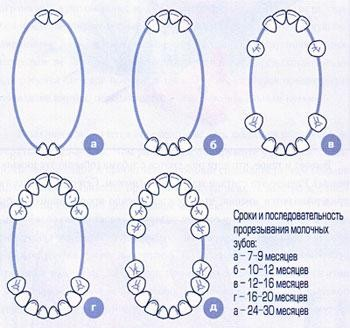 а
б
в
г
д
Сроки и последовательность
прорезывания молочных
зубов:
а – 7-9 месяцев
б – 10-12 месяцев
в – 12-16 месяцев
г – 16-20 месяцев
а – 24-30 месяцев